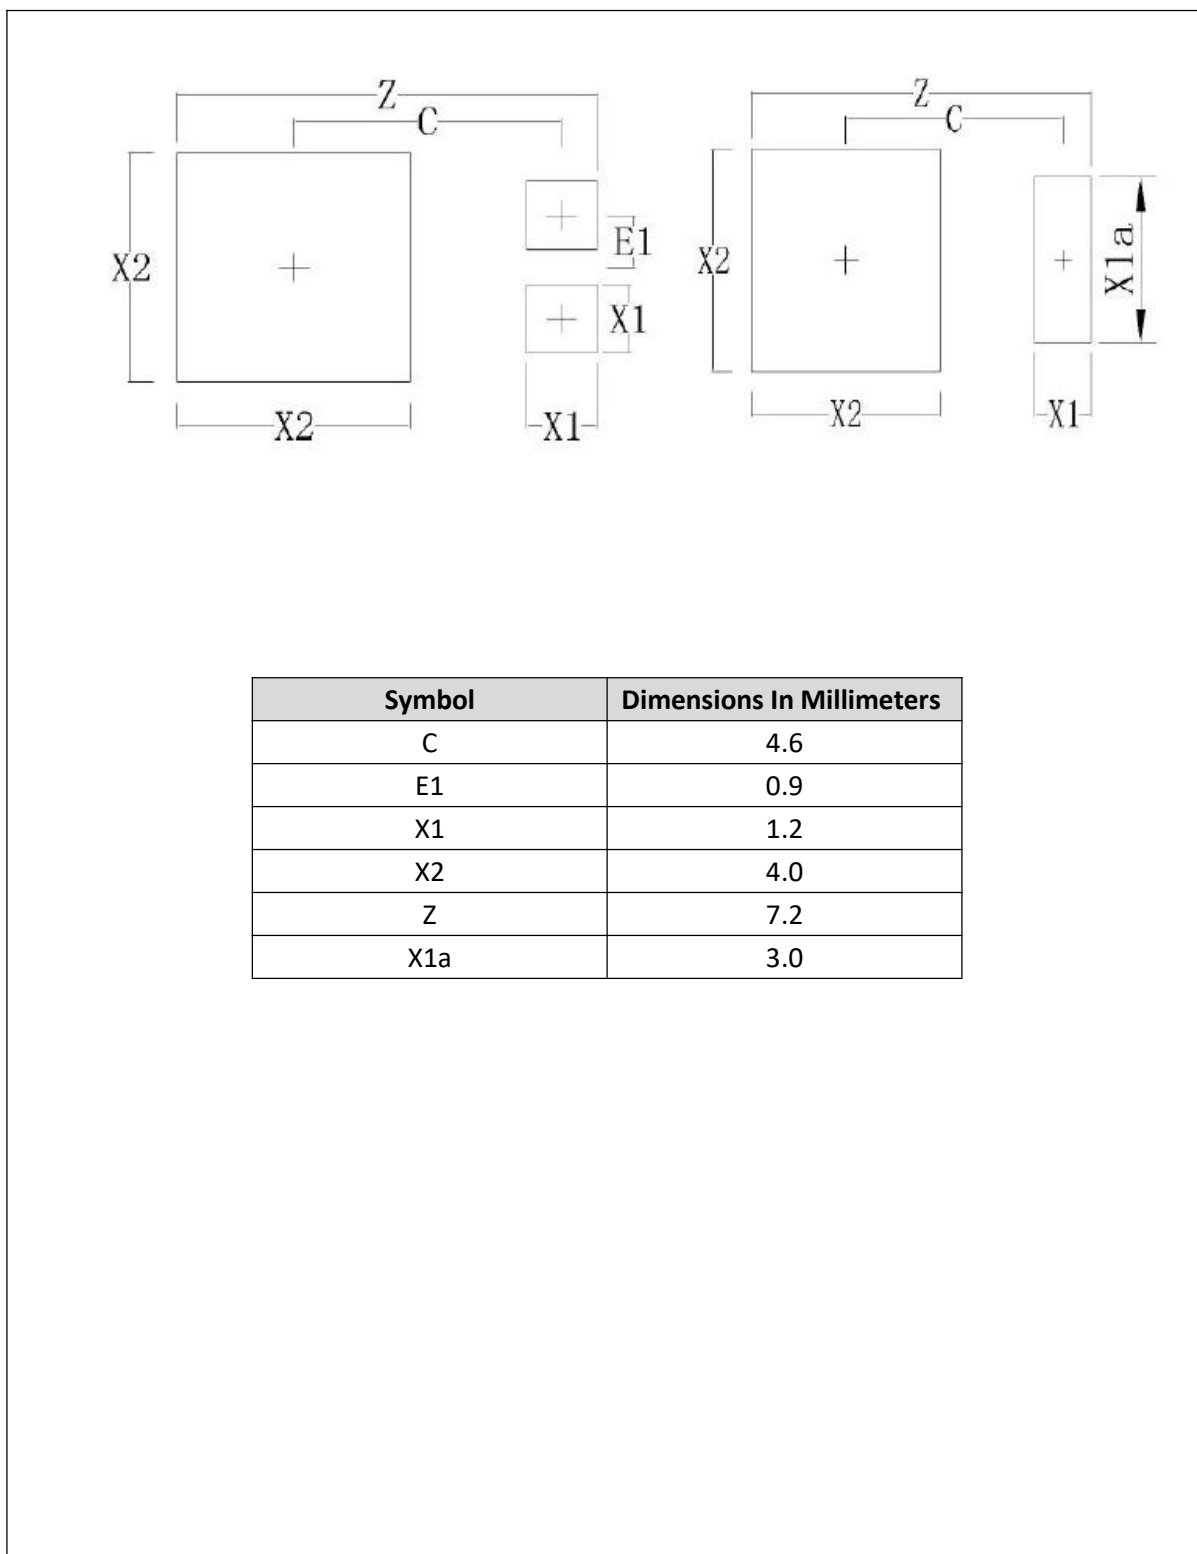 Z
C
X2
E1
X1
X2
X1
Z
C
X2
X1a
X2
X1
Symbol Dimensions In Millimeters
C 4.6
E1 0.9
X1 1.2
X2 4.0
Z 7.2
X1a 3.0